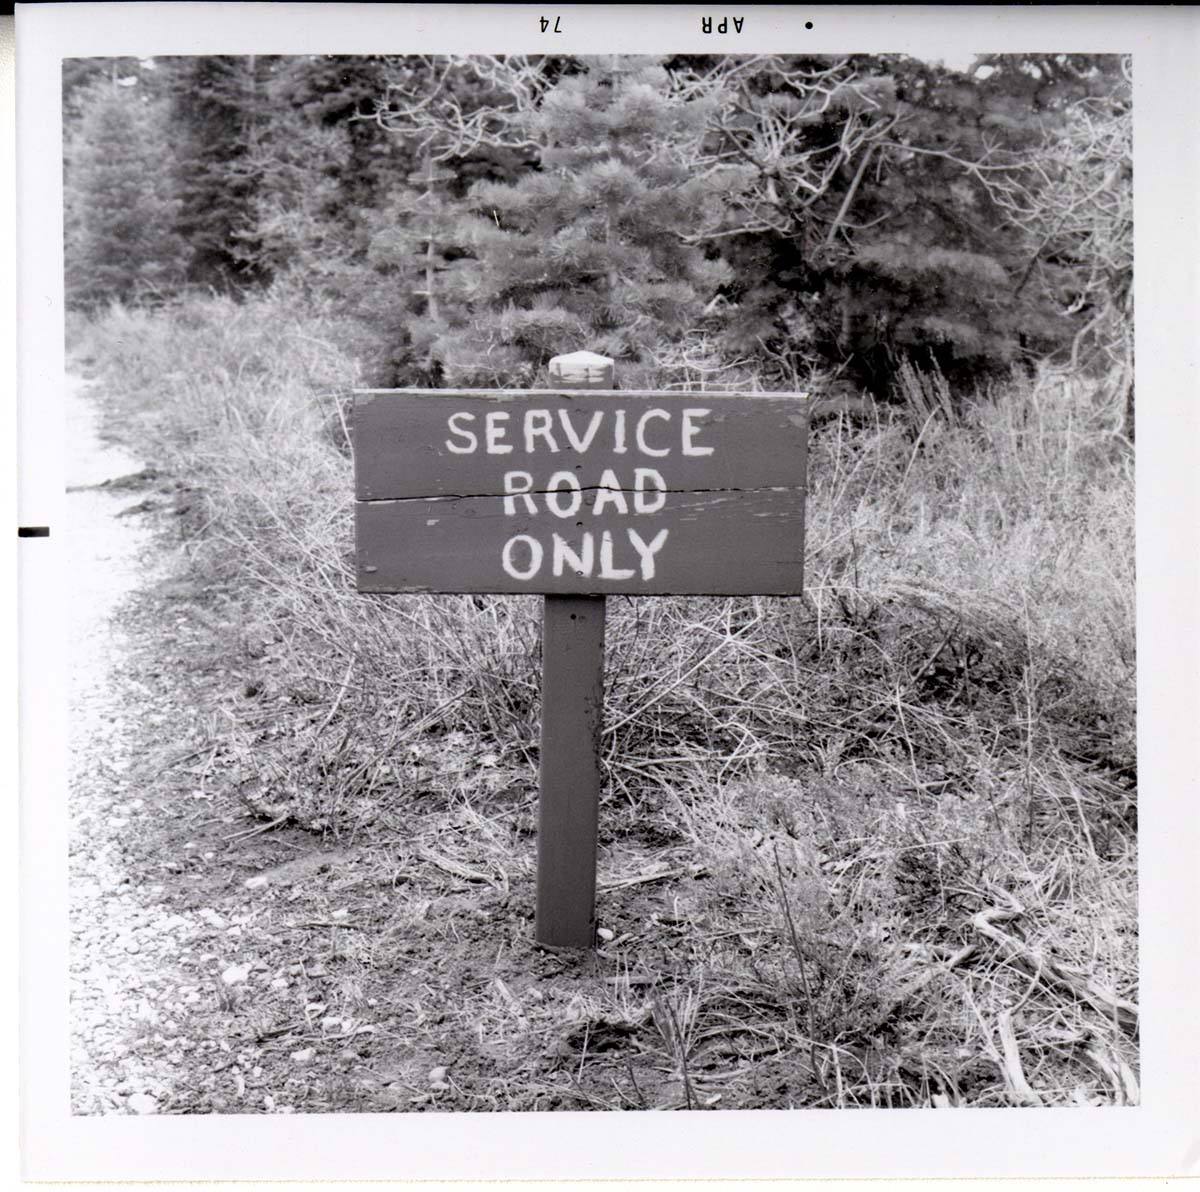 74 APR •
SERVICE
ROAD
ONLY